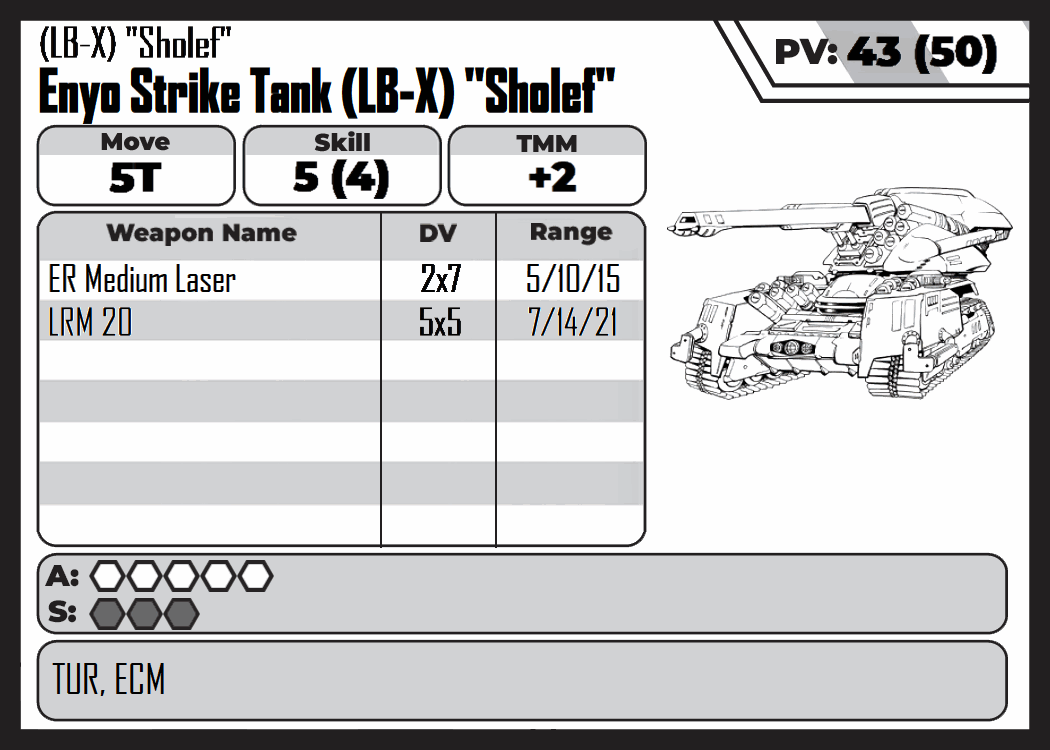 (LB-X) "Sholef"
Enyo Strike Tank (LB-X) "Sholef"
PV: 43 (50)
Move Skill TMM
5T 5 (4) +2
Weapon Name DV Range
ER Medium Laser 2x7 5/10/15
LRM 20 5x5 7/14/21
A:
S:
TUR, ECM